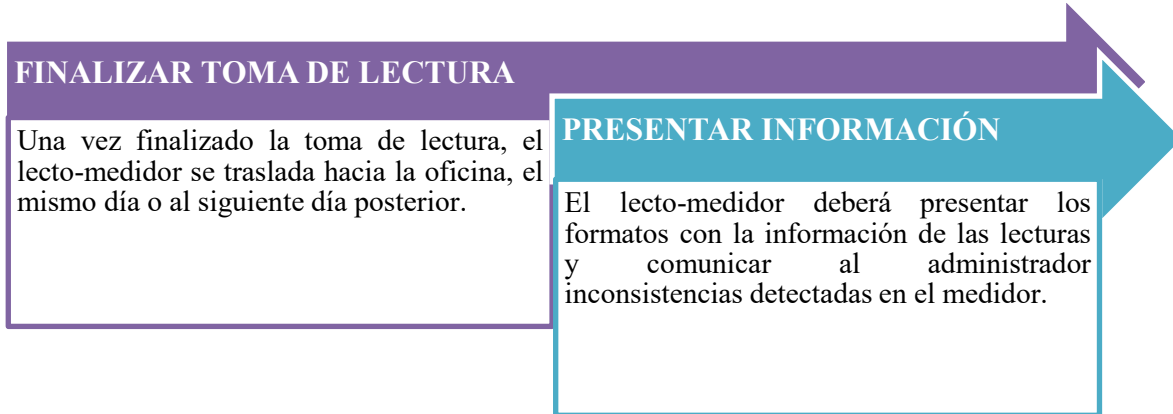 FINALIZAR TOMA DE LECTURA
Una vez finalizado la toma de lectura, el
lecto-medidor se traslada hacia la oficina, el
mismo día o al siguiente día posterior.
PRESENTAR INFORMACIÓN
El lecto-medidor deberá presentar los
formatos con la información de las lecturas
y comunicar al administrador
inconsistencias detectadas en el medidor.